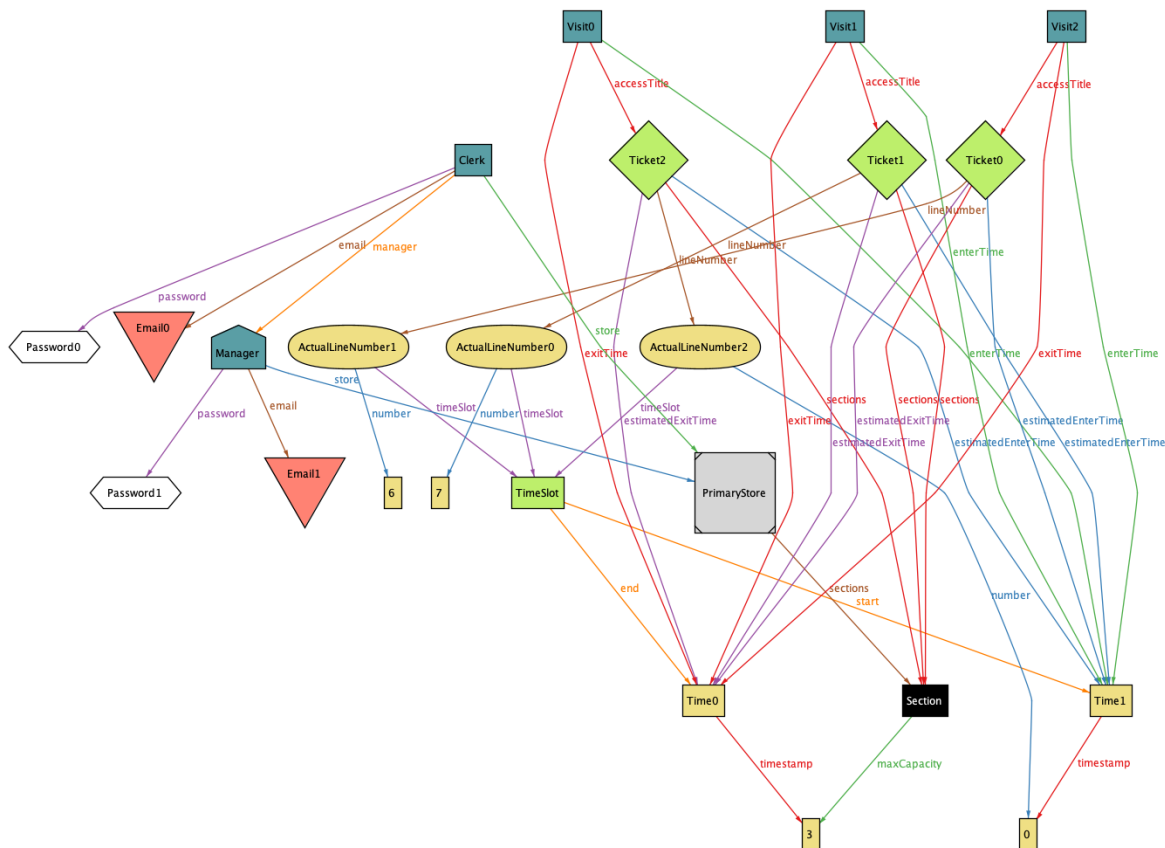 Visit0
Visit1
Visit2
accessTitle
accessTitle
accessTitle
Clerk
Ticket2
Ticket1
Ticket0
lineNumber
email
manager
lineNumber
lineNumber
enterTime
password
Email0
Password0
Manager
ActualLineNumber1
ActualLineNumber0
ActualLineNumber2
store
exitTime
enterTime
exitTime
enterTime
store
email
password
number
timeSlot
number
timeSlot
timeSlot
estimatedExitTime
exitTime
sections
estimatedExitTime
estimatedExitTime
sections
sections
estimatedEnterTime
estimatedEnterTime
estimatedEnterTime
Email1
Password1
6
7
TimeSlot
PrimaryStore
end
sections
start
number
Time0
Section
Time1
timestamp
maxCapacity
timestamp
3
0